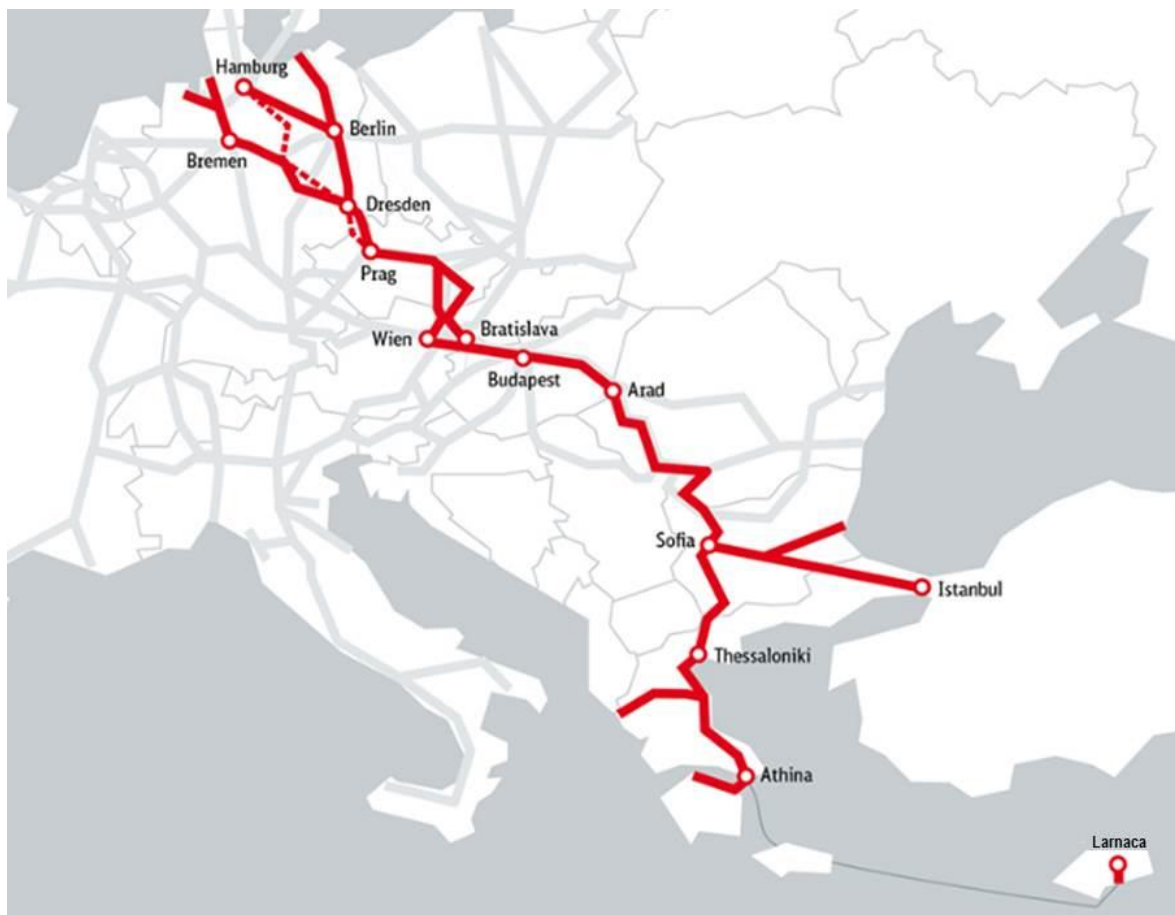 Hamburg
Berlin
Bremen
Dresden
Prag
Wien
Bratislava
Budapest
Arad
Sofia
Istanbul
Thessaloniki
Athina
Larnaca